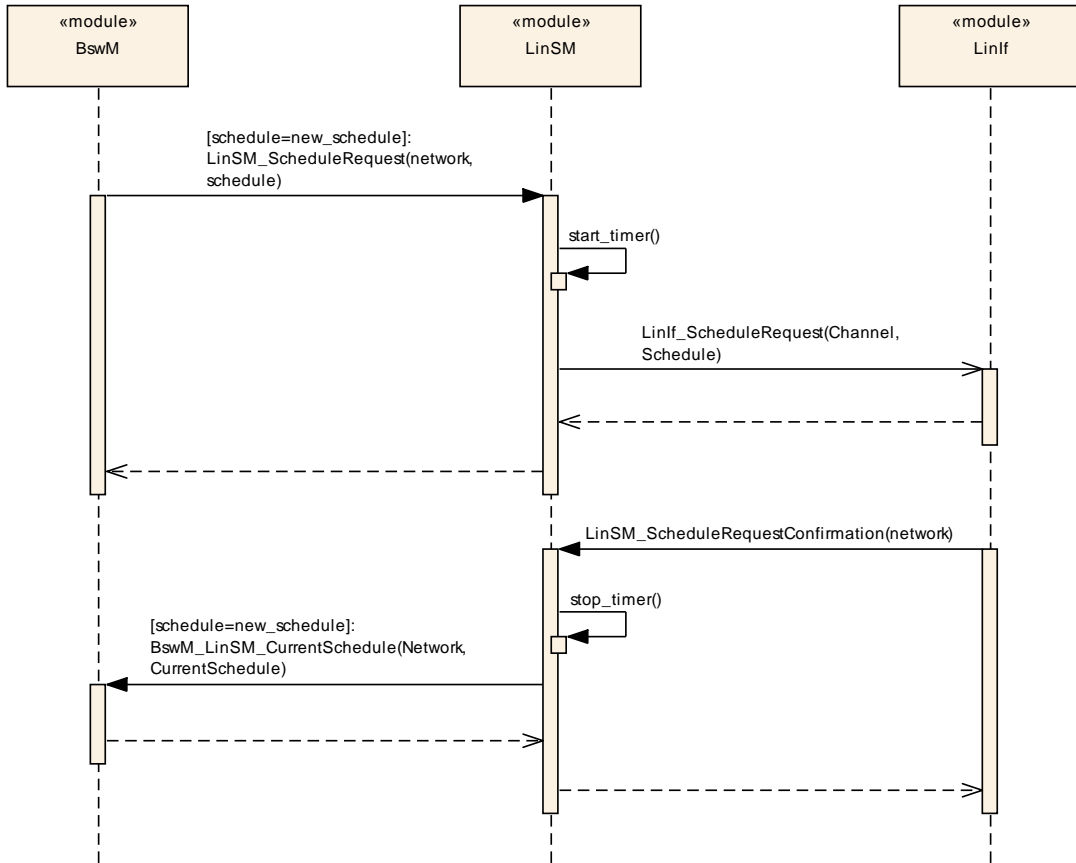 «module»
BswM
«module»
LinSM
«module»
LinIf
[schedule=new_schedule]:
LinSM_ScheduleRequest(network,
schedule)
start_timer()
LinIf_ScheduleRequest(Channel,
Schedule)
LinSM_ScheduleRequestConfirmation(network)
stop_timer()
[schedule=new_schedule]:
BswM_LinSM_CurrentSchedule(Network,
CurrentSchedule)